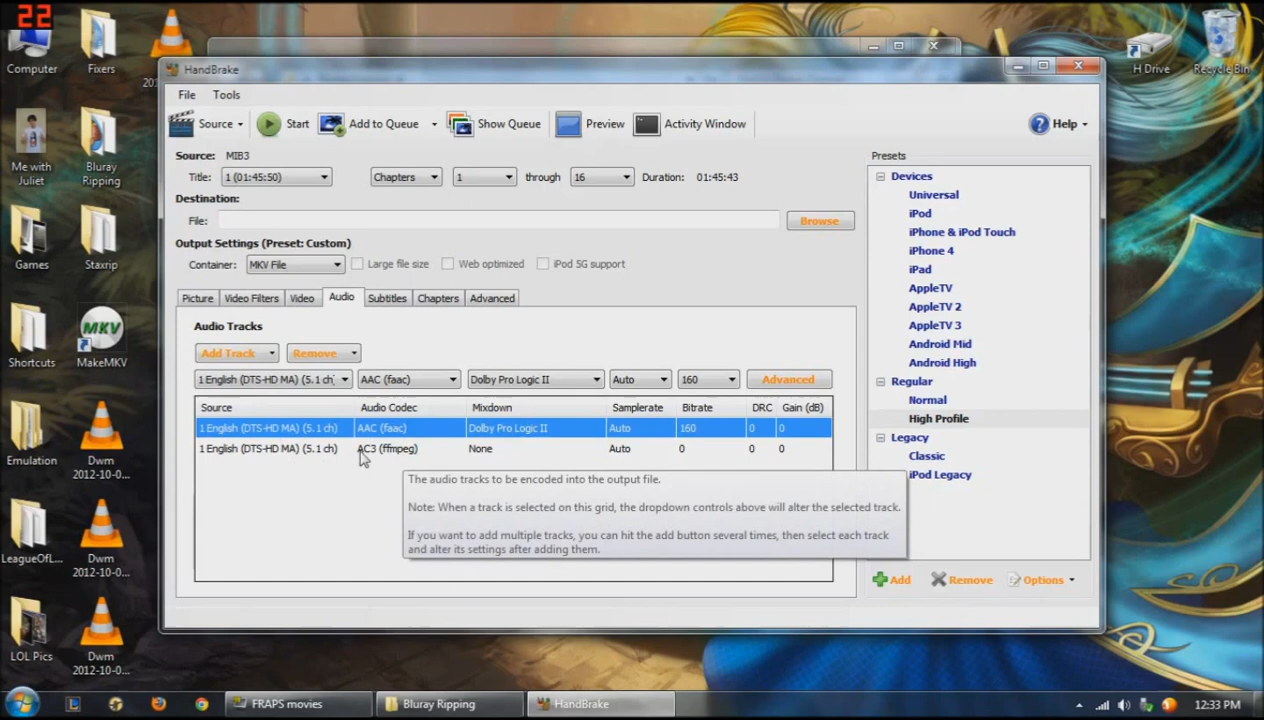 22
Computer
Fixers
201
H Drive
Recycle Bin
Me with
Juliet
Bluray
Ripping
Games
Staxrip
Shortcuts
MKV
MakeMKV
Emulation
Dwm
2012-10-0...
LeagueOfL...
Dwm
2012-10-0...
LOL Pics
Dwm
2012-10-0...
HandBrake
File Tools
Source Start Add to Queue Show Queue Preview Activity Window Help
Source: MIB3
Title: 1 (01:45:50) Chapters 1 through 16 Duration: 01:45:43
Destination:
File: Browse
Output Settings (Preset: Custom)
Container: MKV File Large file size Web optimized iPod 5G support
Picture Video Filters Video Audio Subtitles Chapters Advanced
Audio Tracks
Add Track Remove
1 English (DTS-HD MA) (5.1 ch) AAC (faac) Dolby Pro Logic II Auto 160 Advanced
Source Audio Codec Mixdown Samplerate Bitrate DRC Gain (dB)
1 English (DTS-HD MA) (5.1 ch) AAC (faac) Dolby Pro Logic II Auto 160 0 0
1 English (DTS-HD MA) (5.1 ch) AC3 (ffmpeg) None Auto 0 0 0
The audio tracks to be encoded into the output file.
Note: When a track is selected on this grid, the dropdown controls above will alter the selected track.
If you want to add multiple tracks, you can hit the add button several times, then select each track
and alter its settings after adding them.
Presets
Devices
Universal
iPod
iPhone & iPod Touch
iPhone 4
iPad
AppleTV
AppleTV 2
AppleTV 3
Android Mid
Android High
Regular
Normal
High Profile
Legacy
Classic
iPod Legacy
Add Remove Options
FRAPS movies Bluray Ripping HandBrake 12:33 PM